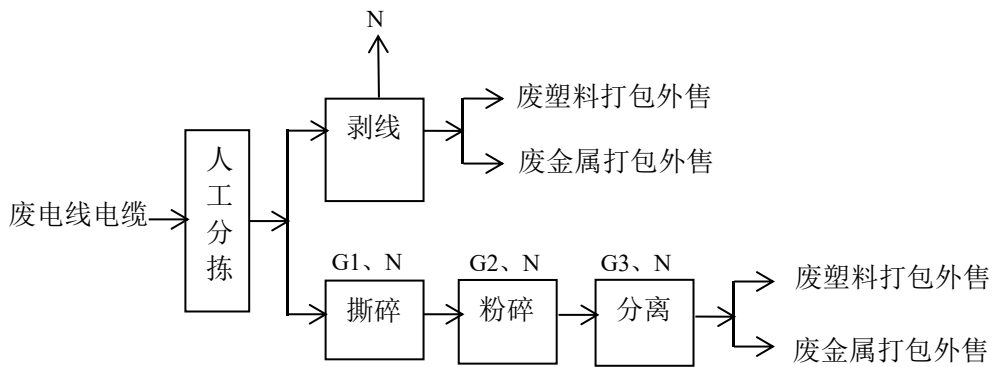 N
废塑料打包外售
剥线
废金属打包外售
人工分拣
废电线电缆
G1、N
G2、N
G3、N
废塑料打包外售
撕碎
粉碎
分离
废金属打包外售